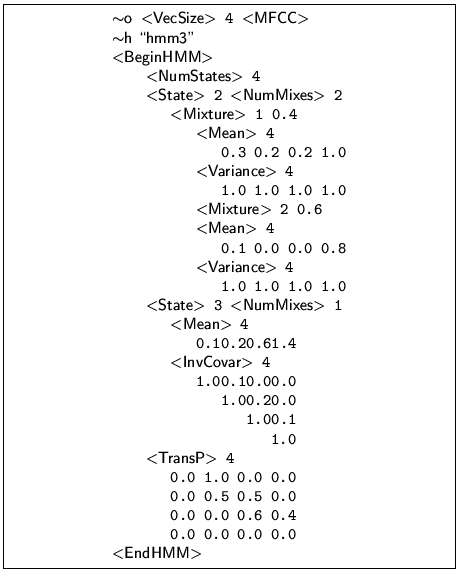 ~o <VecSize> 4 <MFCC>
~h “hmm3”
<BeginHMM>
<NumStates> 4
<State> 2 <NumMixes> 2
<Mixture> 1 0.4
<Mean> 4
0.3 0.2 0.2 1.0
<Variance> 4
1.0 1.0 1.0 1.0
<Mixture> 2 0.6
<Mean> 4
0.1 0.0 0.0 0.8
<Variance> 4
1.0 1.0 1.0 1.0
<State> 3 <NumMixes> 1
<Mean> 4
0.10.20.61.4
<InvCovar> 4
1.00.10.00.0
1.00.20.0
1.00.1
1.0
<TransP> 4
0.0 1.0 0.0 0.0
0.0 0.5 0.5 0.0
0.0 0.0 0.6 0.4
0.0 0.0 0.0 0.0
<EndHMM>